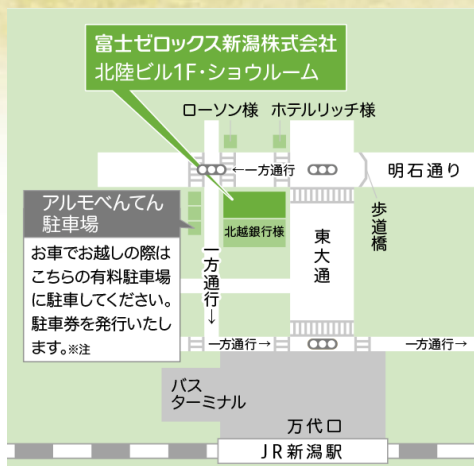 富士ゼロックス新潟株式会社
北陸ビル1F・ショウルーム
ローソン様
ホテルリッチ様
←一方通行
明石通り
アルモべんてん
駐車場
お車でお越しの際は
こちらの有料駐車場
に駐車してください。
駐車券を発行いたし
ます。※注
北越銀行様
一方通行→
東大通
歩道橋
一方通行→
一方通行→
バス
ターミナル
万代口
JR新潟駅